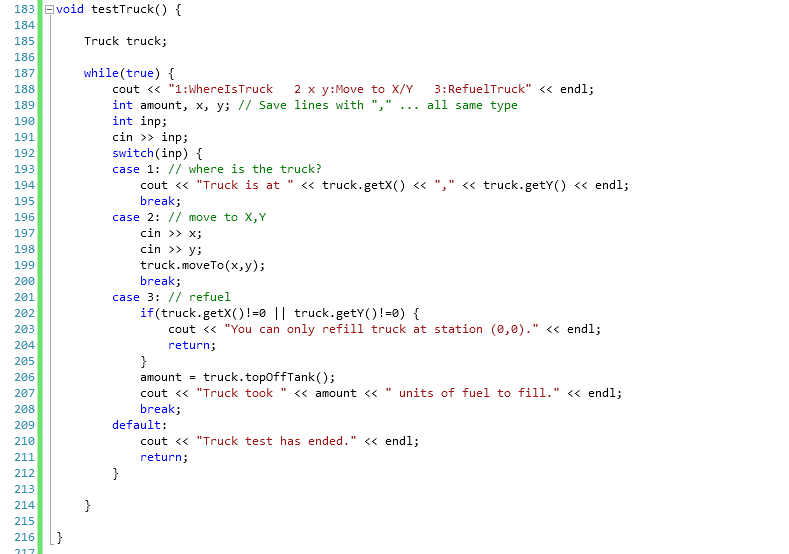 183 void testTruck() {
184
185 Truck truck;
186
187 while(true) {
188 cout << "1:WhereIsTruck   2 x y:Move to X/Y   3:RefuelTruck" << endl;
189 int amount, x, y; // Save lines with "," ... all same type
190 int inp;
191 cin >> inp;
192 switch(inp) {
193 case 1: // where is the truck?
194 cout << "Truck is at " << truck.getX() << "," << truck.getY() << endl;
195 break;
196 case 2: // move to X,Y
197 cin >> x;
198 cin >> y;
199 truck.moveTo(x,y);
200 break;
201 case 3: // refuel
202 if(truck.getX()!=0 || truck.getY()!=0) {
203 cout << "You can only refill truck at station (0,0)." << endl;
204 return;
205 }
206 amount = truck.topOffTank();
207 cout << "Truck took " << amount << " units of fuel to fill." << endl;
208 break;
209 default:
210 cout << "Truck test has ended." << endl;
211 return;
212 }
213
214 }
215
216 }
217